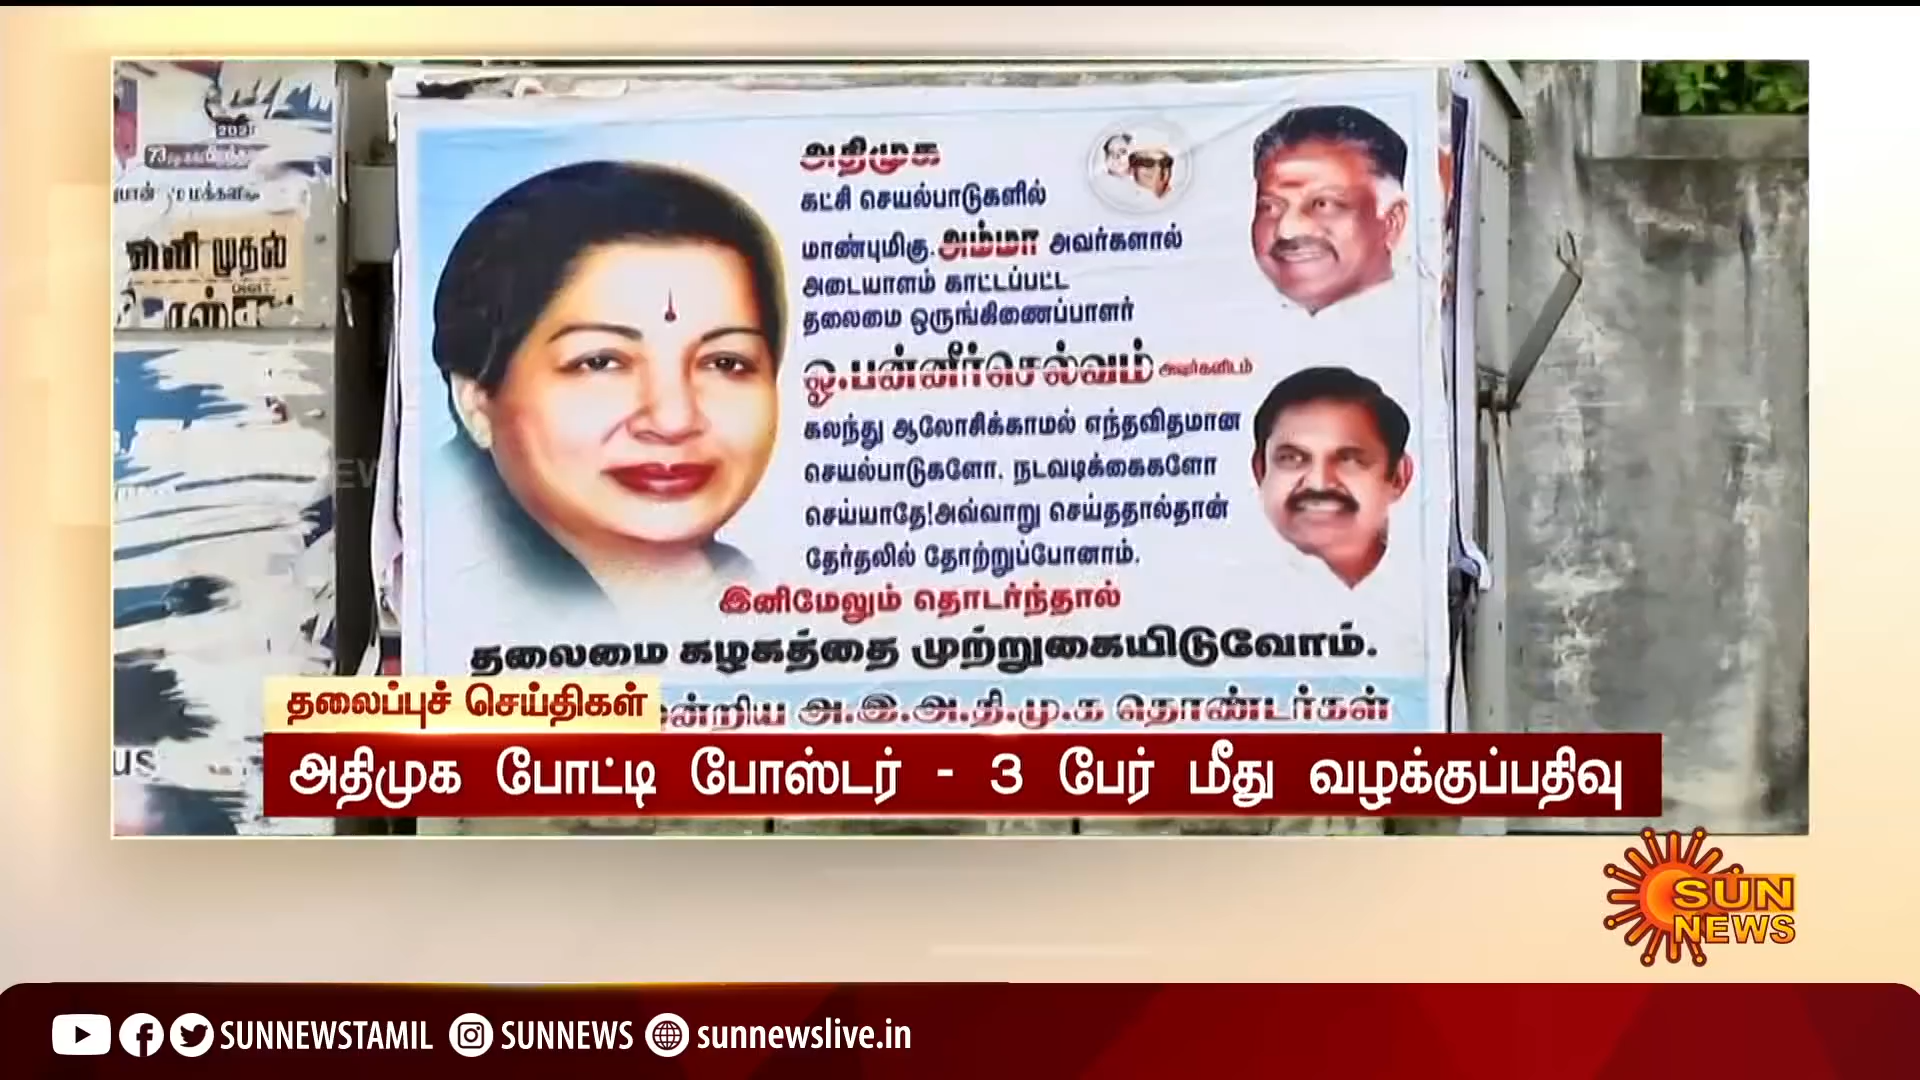 2021
முதல்
அதிமுக
கட்சி செயல்பாடுகளில்
மாண்புமிகு.அம்மா அவர்களால்
அடையாளம் காட்டப்பட்ட
தலைமை ஒருங்கிணைப்பாளர்
ஓ.பன்னீர்செல்வம் அவர்களிடம்
கலந்து ஆலோசிக்காமல் எந்தவிதமான
செயல்பாடுகளோ, நடவடிக்கைகளோ
செய்யாதே!அவ்வாறு செய்ததால்தான்
தேர்தலில் தோற்றுப்போனாம்.
இனிமேலும் தொடர்ந்தால்
தலைமை கழகத்தை முற்றுகையிடுவோம்.
அ.இ.அ.தி.மு.க தொண்டர்கள்
தலைப்புச் செய்திகள்
அதிமுக போட்டி போஸ்டர் - 3 பேர் மீது வழக்குப்பதிவு
SUN
NEWS
SUNNEWSTAMIL SUNNEWS sunnewslive.in